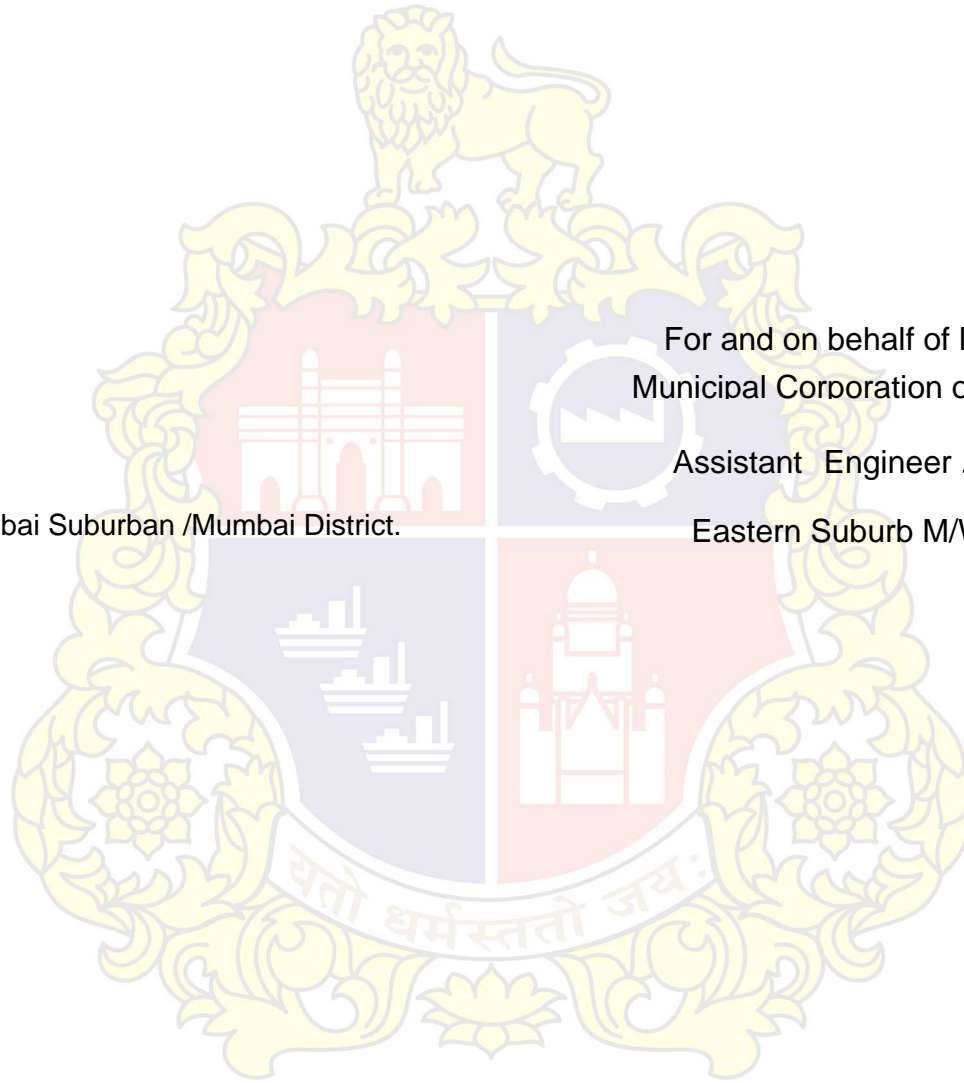 For and on behalf of
Municipal Corporation
Assistant Engineer .
bai Suburban /Mumbai District.
Eastern Suburb
यतो धर्मस्ततो जय: